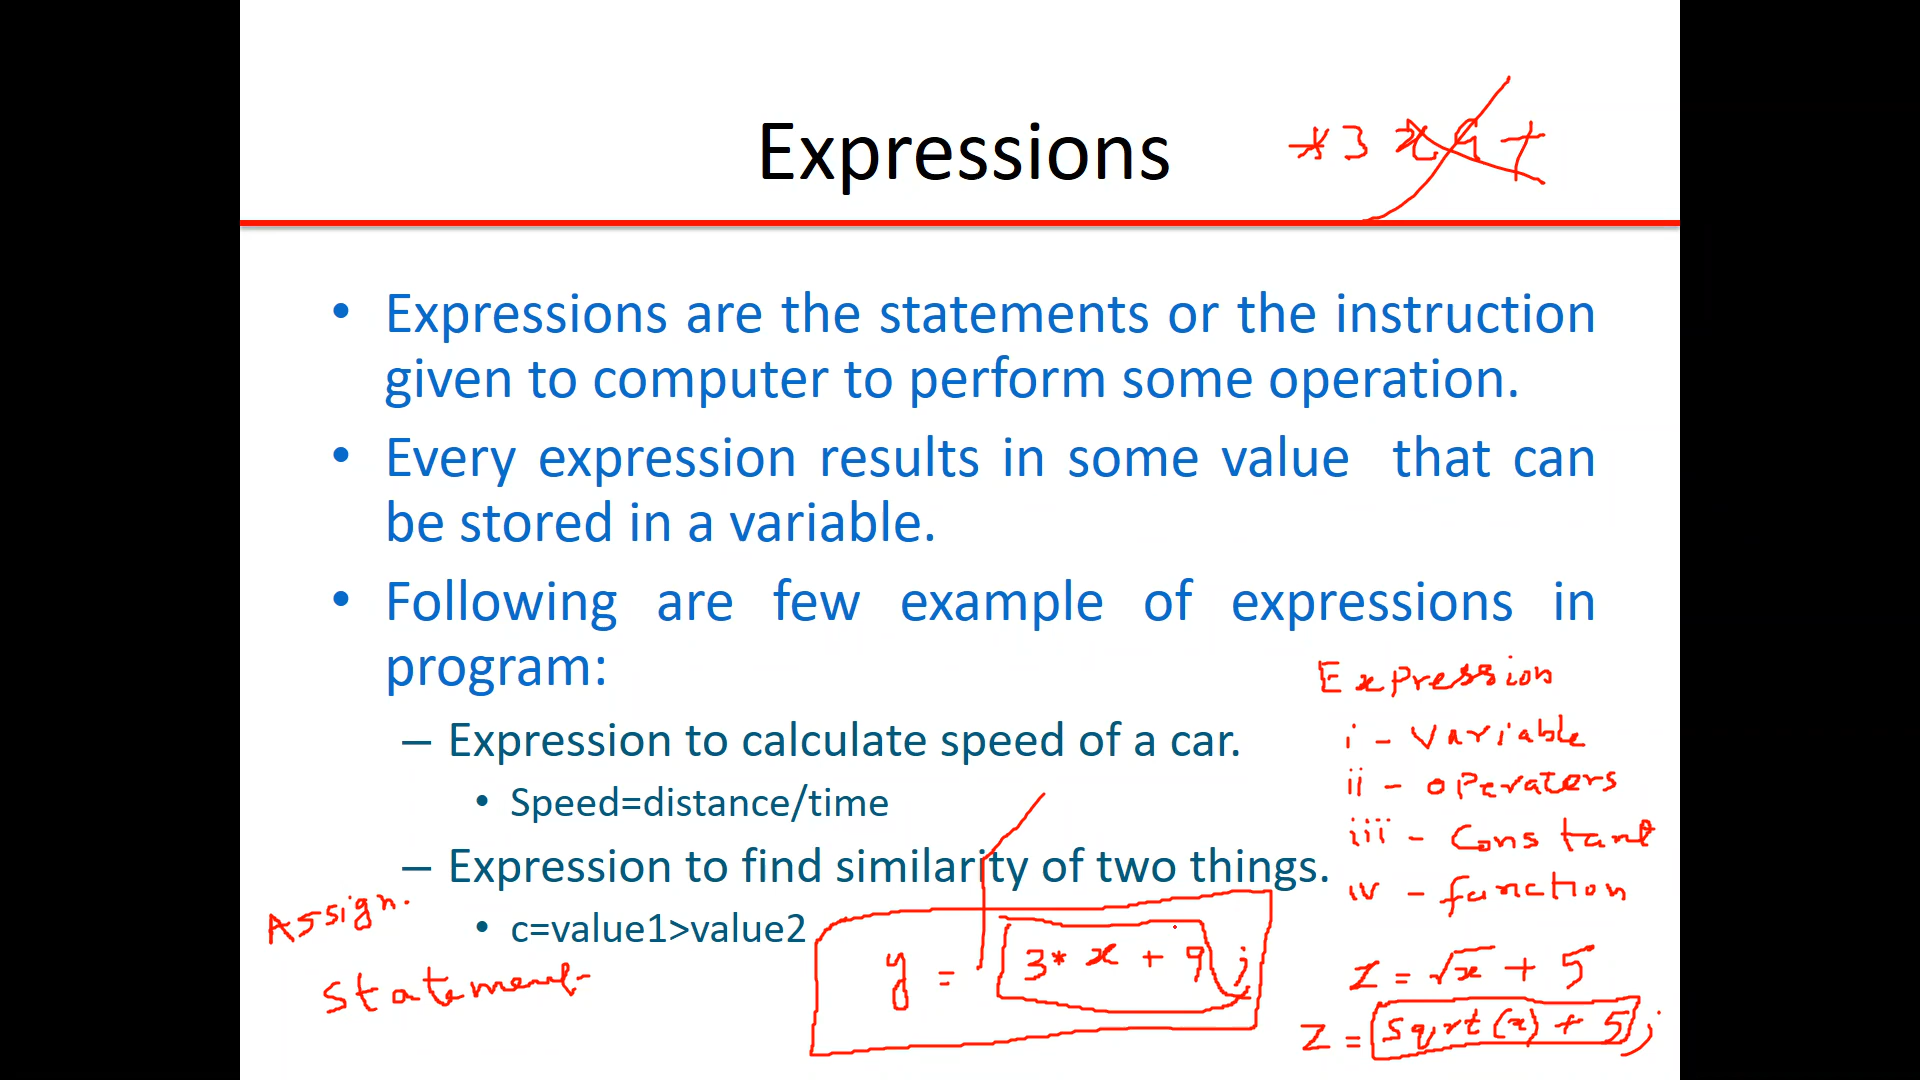 Expressions
*3 x 9 +
• Expressions are the statements or the instruction
given to computer to perform some operation.
• Every expression results in some value that can
be stored in a variable.
• Following are few example of expressions in
program:
– Expression to calculate speed of a car.
• Speed=distance/time
– Expression to find similarity of two things.
• c=value1>value2
Expression
i - variable
ii - operaters
iii - constant
iv - function
Assign.
Statement
y = 3* x + 9 ;
z = √x + 5
z = sqrt(x) + 5;